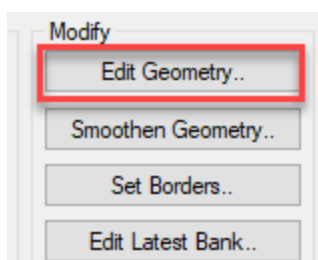 Modify
Edit Geometry..
Smoothen Geometry..
Set Borders..
Edit Latest Bank..